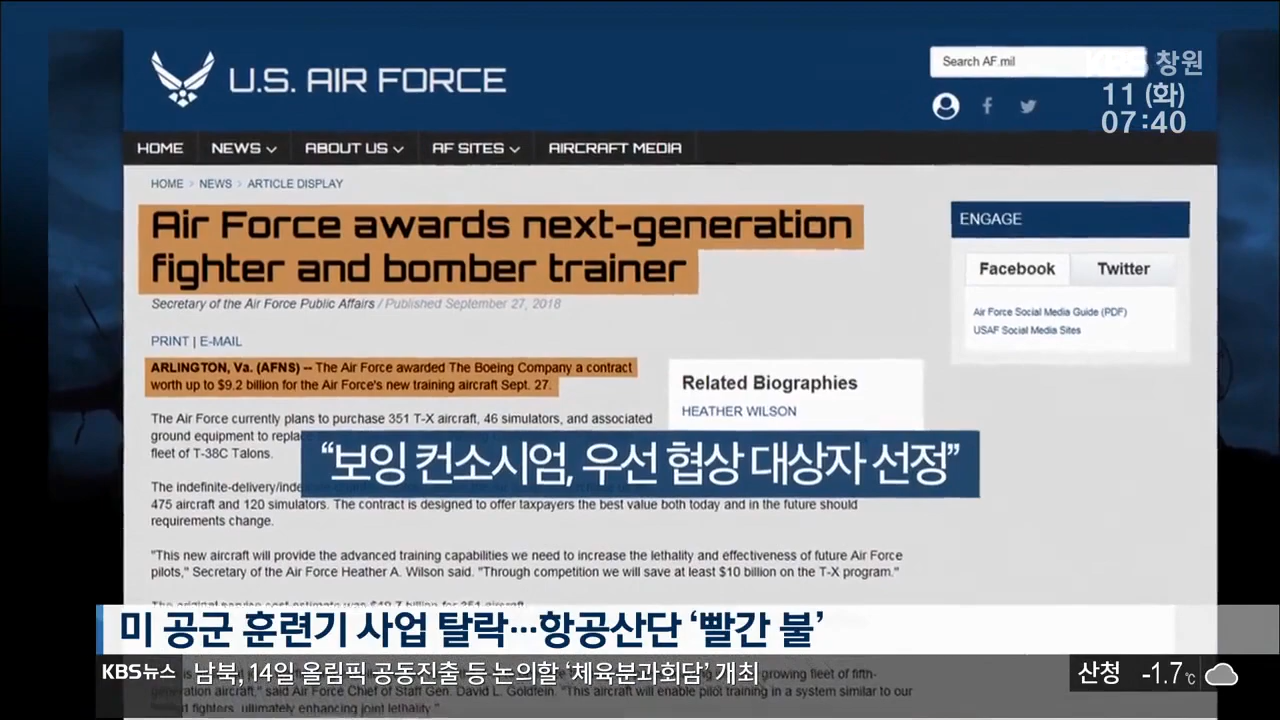 U.S. AIR FORCE
Search AF.mil
창원
11 (화)
07:40
HOME NEWS ABOUT US AF SITES AIRCRAFT MEDIA
HOME > NEWS > ARTICLE DISPLAY
Air Force awards next-generation
fighter and bomber trainer
Secretary of the Air Force Public Affairs / Published September 27, 2018
PRINT | E-MAIL
ARLINGTON, Va. (AFNS) -- The Air Force awarded The Boeing Company a contract
worth up to $9.2 billion for the Air Force's new training aircraft Sept. 27.
The Air Force currently plans to purchase 351 T-X aircraft, 46 simulators, and associated
ground equipment to replace
fleet of T-38C Talons.
ENGAGE
Facebook Twitter
Air Force Social Media Guide (PDF)
USAF Social Media Sites
Related Biographies
HEATHER WILSON
“보잉 컨소시엄, 우선 협상 대상자 선정”
The indefinite-delivery/inde
475 aircraft and 120 simulators. The contract is designed to offer taxpayers the best value both today and in the future should
requirements change.
"This new aircraft will provide the advanced training capabilities we need to increase the lethality and effectiveness of future Air Force
pilots," Secretary of the Air Force Heather A. Wilson said. "Through competition we will save at least $10 billion on the T-X program."
The original service cost estimate was $19.7 billion for 351 aircraft.
미 공군 훈련기 사업 탈락…항공산단 ‘빨간 불’
KBS뉴스 남북, 14일 올림픽 공동진출 등 논의할 ‘체육분과회담’ 개최
산청 -1.7℃
growing fleet of fifth-
generation aircraft," said Air Force Chief of Staff Gen. David L. Goldfein. "This aircraft will enable pilot training in a system similar to our
fighters, ultimately enhancing joint lethality."